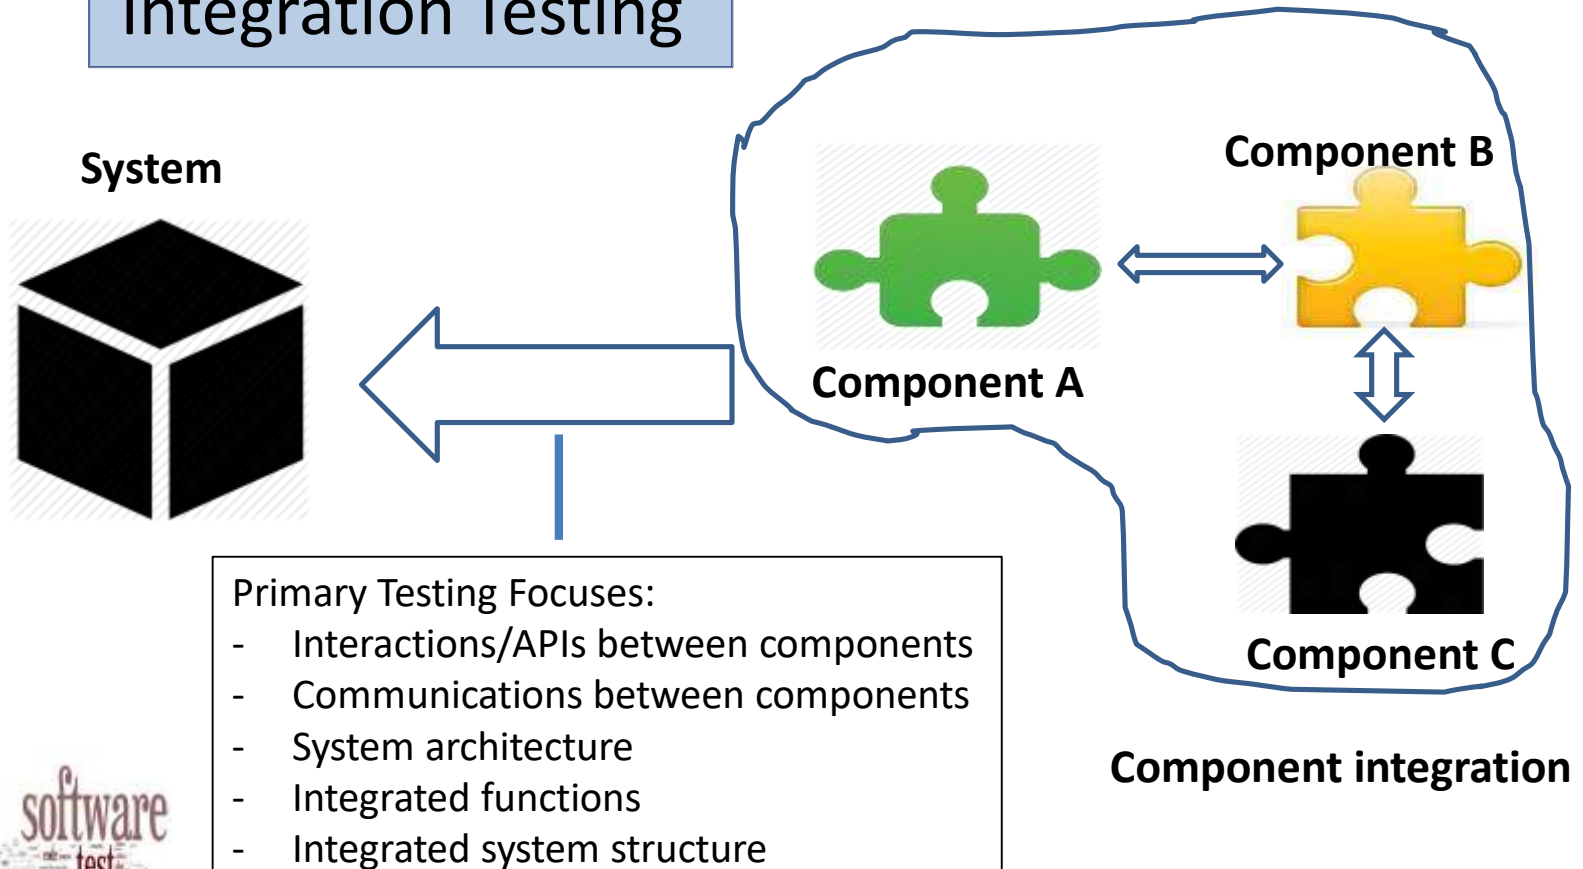 Integration Testing
System
Component B
Component A
Component C
Component integration
Primary Testing Focuses:
- Interactions/APIs between components
- Communications between components
- System architecture
- Integrated functions
- Integrated system structure
software
test